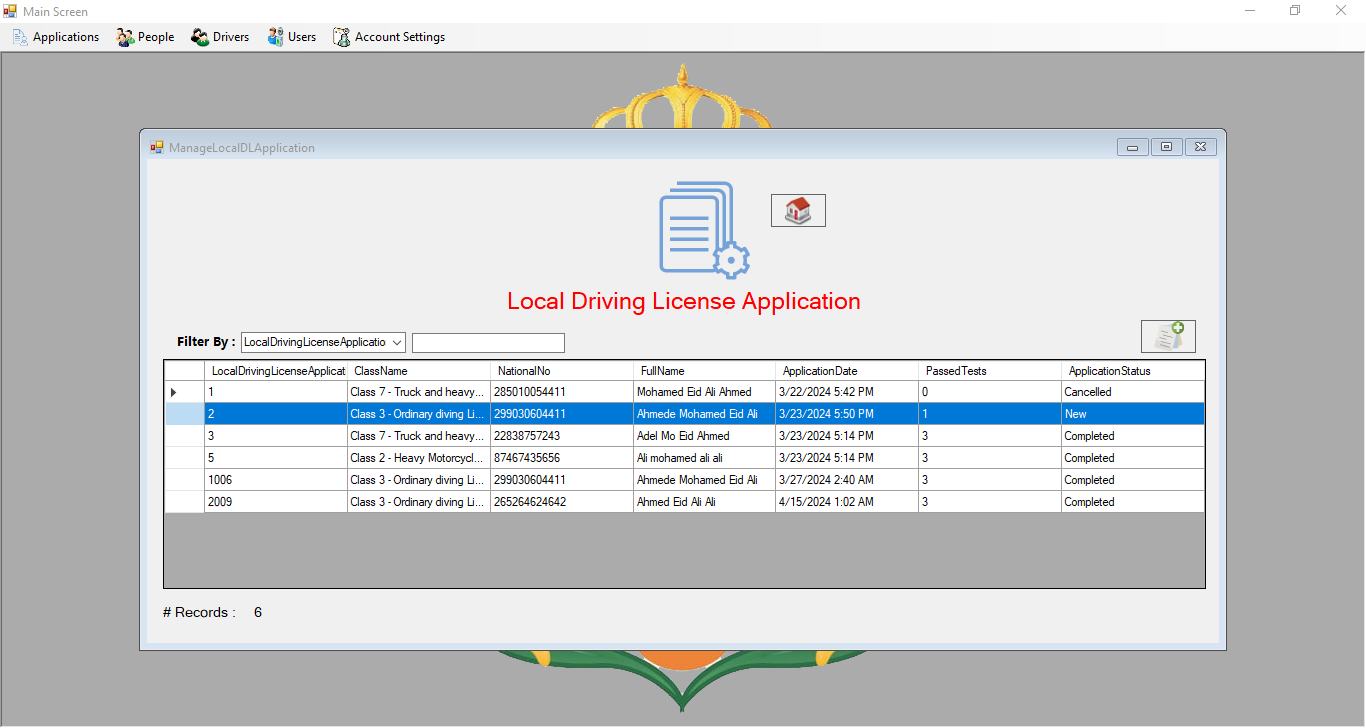 Main Screen
Applications People Drivers Users Account Settings
ManageLocalDLApplication
Local Driving License Application
Filter By : LocalDrivingLicenseApplicatio
LocalDrivingLicenseApplicati ClassName NationalNo FullName ApplicationDate PassedTests ApplicationStatus
1 Class 7 - Truck and heavy... 285010054411 Mohamed Eid Ali Ahmed 3/22/2024 5:42 PM 0 Cancelled
2 Class 3 - Ordinary diving Li... 299030604411 Ahmede Mohamed Eid Ali 3/23/2024 5:50 PM 1 New
3 Class 7 - Truck and heavy... 22838757243 Adel Mo Eid Ahmed 3/23/2024 5:14 PM 3 Completed
5 Class 2 - Heavy Motorcycl... 87467435656 Ali mohamed ali ali 3/23/2024 5:14 PM 3 Completed
1006 Class 3 - Ordinary diving Li... 299030604411 Ahmede Mohamed Eid Ali 3/27/2024 2:40 AM 3 Completed
2009 Class 3 - Ordinary diving Li... 265264624642 Ahmed Eid Ali Ali 4/15/2024 1:02 AM 3 Completed
# Records : 6